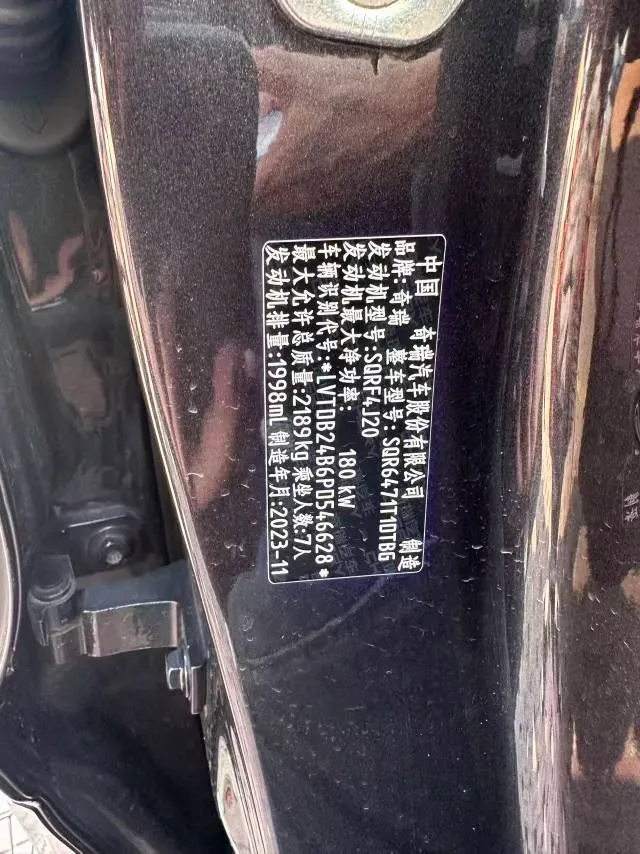 中国 奇瑞汽车股份有限公司 制造
品牌:奇瑞 整车型号:SQR6471T1DTBG
发动机型号:SQRF4J20
发动机最大净功率: 180kW
车辆识别代号:*LVTDB24B6PD546628*
最大允许总质量:2189kg 乘坐人数:7人
发动机排量:1998mL 制造年月:2023-11